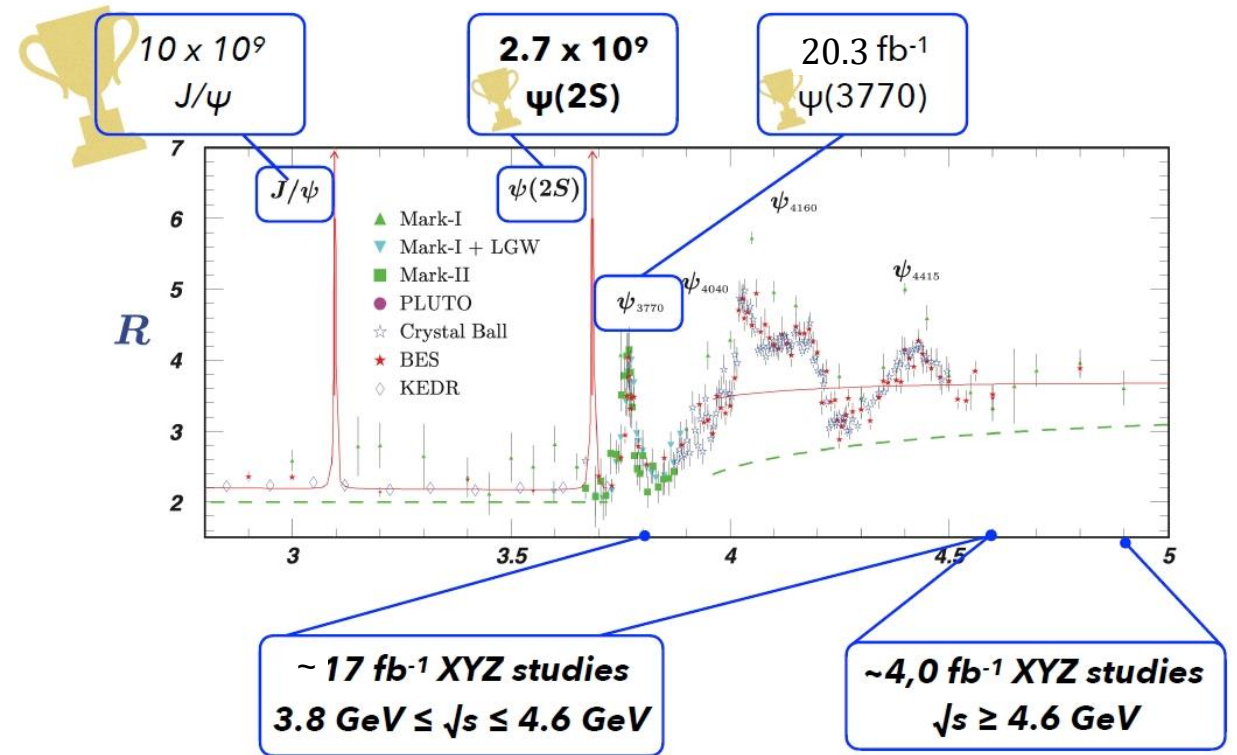 10 x 10⁹
J/ψ
2.7 x 10⁹
ψ(2S)
20.3 fb⁻¹
ψ(3770)
7
6
5
4
3
2
R
J/ψ
ψ(2S)
Mark-I
Mark-I + LGW
Mark-II
PLUTO
Crystal Ball
BES
KEDR
ψ₃₇₇₀
ψ₄₀₄₀
ψ₄₁₆₀
ψ₄₄₁₅
3
3.5
4
4.5
5
~ 17 fb⁻¹ XYZ studies
3.8 GeV ≤ √s ≤ 4.6 GeV
~4,0 fb⁻¹ XYZ studies
√s ≥ 4.6 GeV